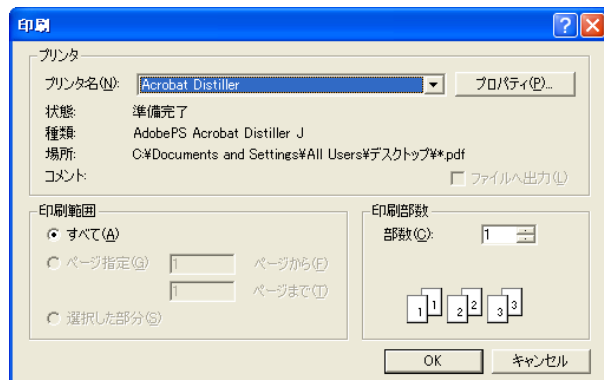 印刷
プリンタ
プリンタ名(N): Acrobat Distiller プロパティ(P)...
状態: 準備完了
種類: AdobePS Acrobat Distiller J
場所: C:¥Documents and Settings¥All Users¥デスクトップ¥*.pdf
コメント: ファイルへ出力(L)
印刷範囲
すべて(A)
ページ指定(G) 1 ページから(F)
1 ページまで(T)
選択した部分(S)
印刷部数
部数(C): 1
1 1 2 2 3 3
OK キャンセル